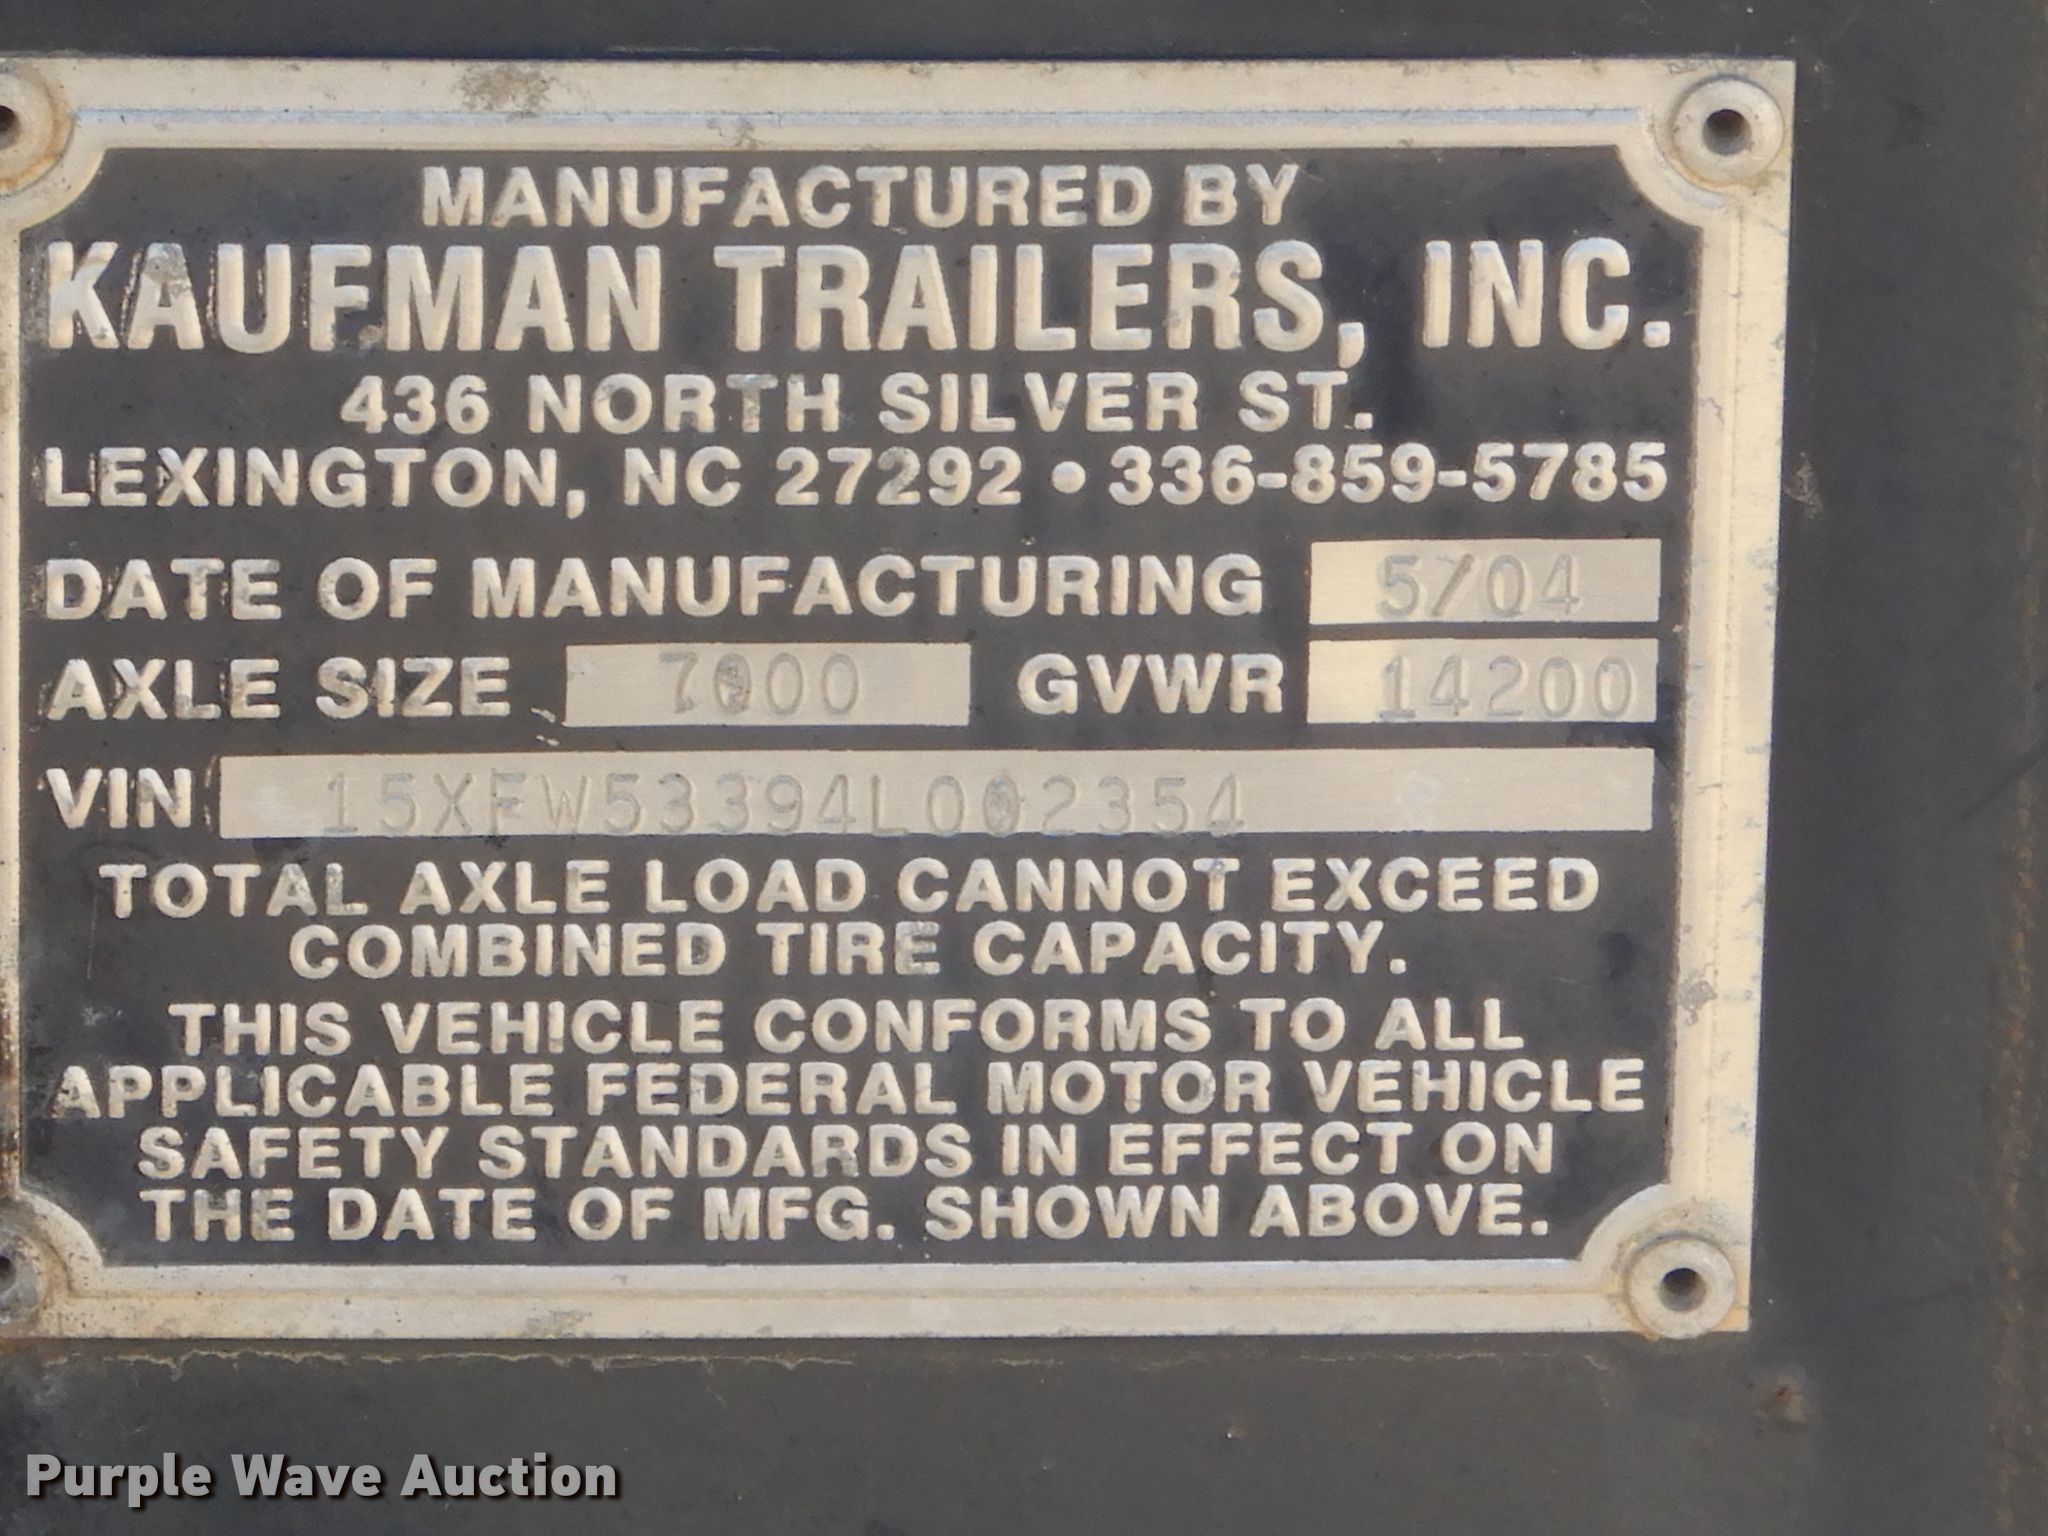 MANUFACTURED BY
KAUFMAN TRAILERS, INC.
436 NORTH SILVER ST.
LEXINGTON, NC 27292 • 336-859-5785
DATE OF MANUFACTURING 5/04
AXLE SIZE 7000 GVWR 14200
VIN 15XFW53394L002354
TOTAL AXLE LOAD CANNOT EXCEED
COMBINED TIRE CAPACITY.
THIS VEHICLE CONFORMS TO ALL
APPLICABLE FEDERAL MOTOR VEHICLE
SAFETY STANDARDS IN EFFECT ON
THE DATE OF MFG. SHOWN ABOVE.
Purple Wave Auction